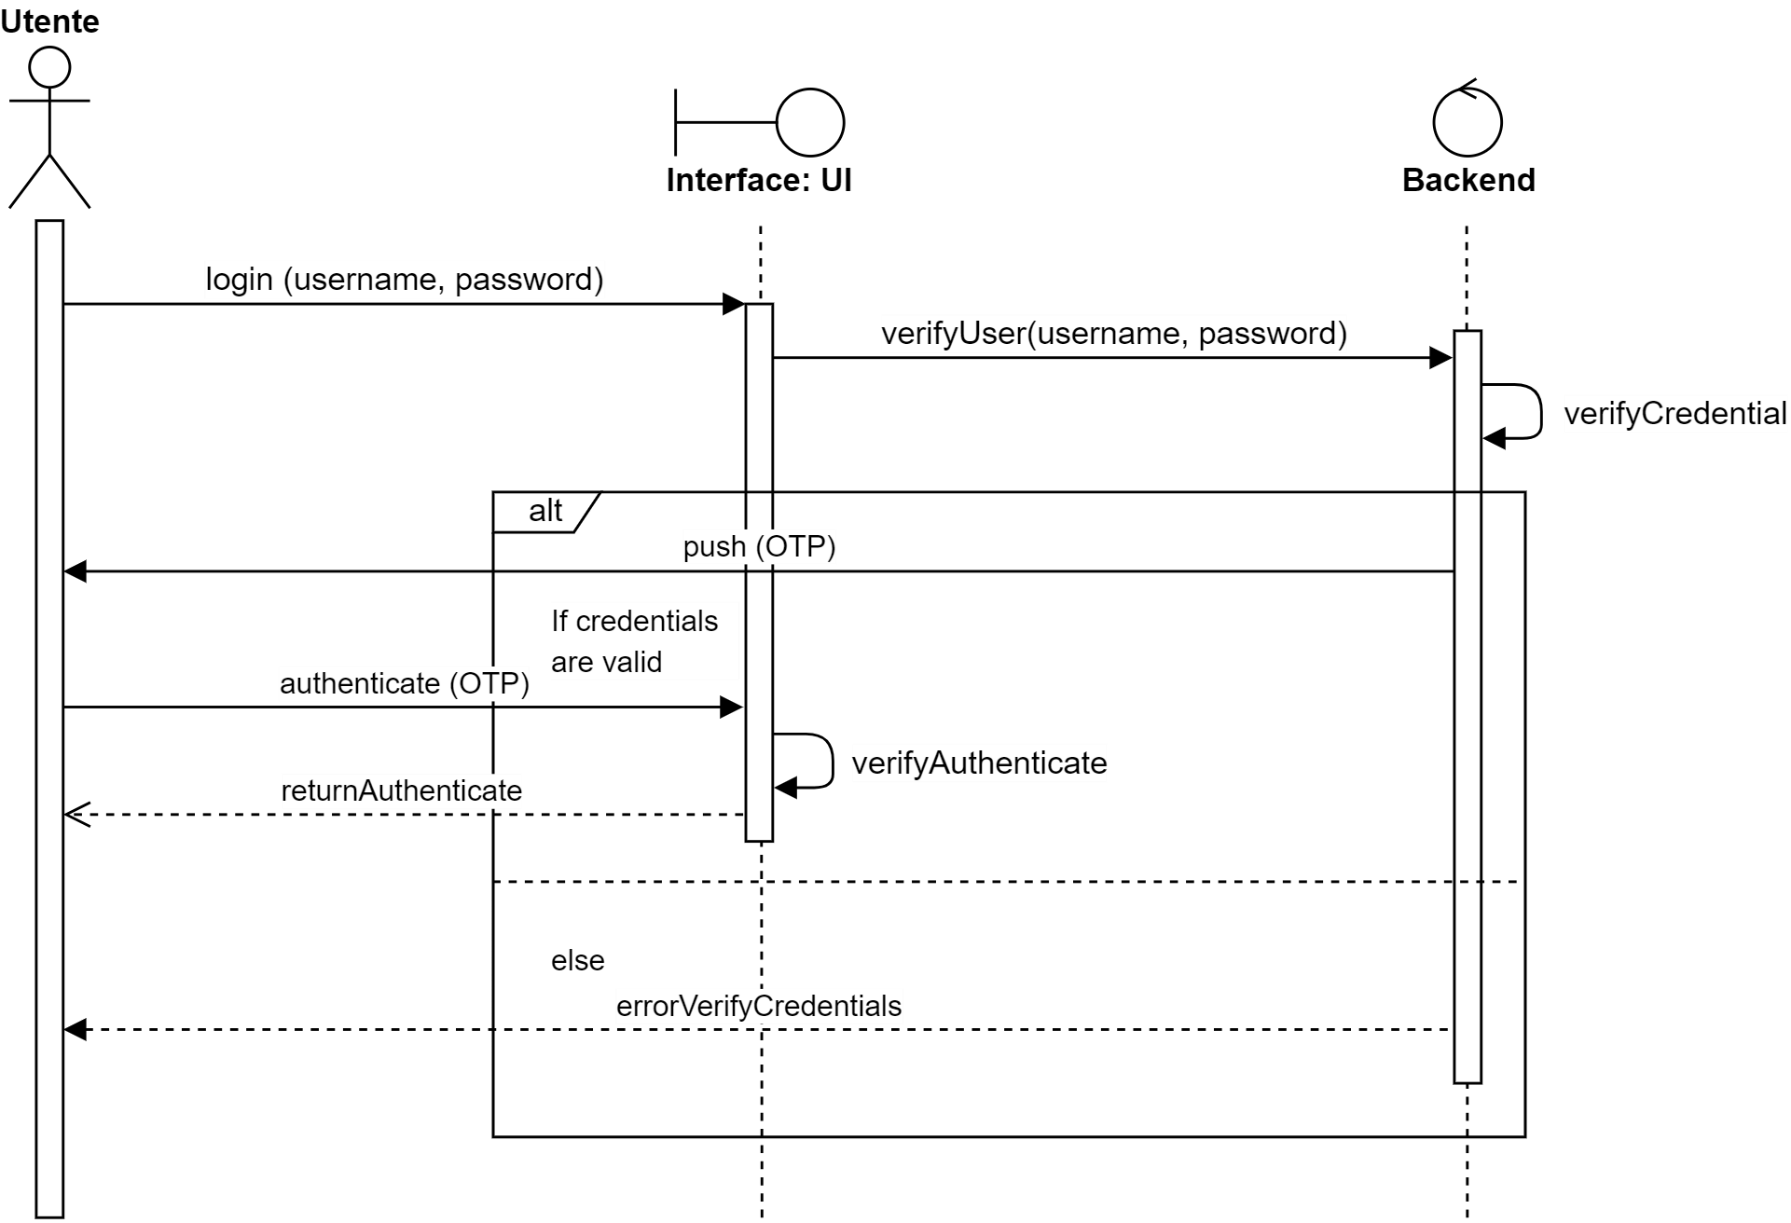 Utente
Interface: UI
Backend
login (username, password)
verifyUser(username, password)
verifyCredential
alt
push (OTP)
If credentials
are valid
authenticate (OTP)
verifyAuthenticate
returnAuthenticate
else
errorVerifyCredentials